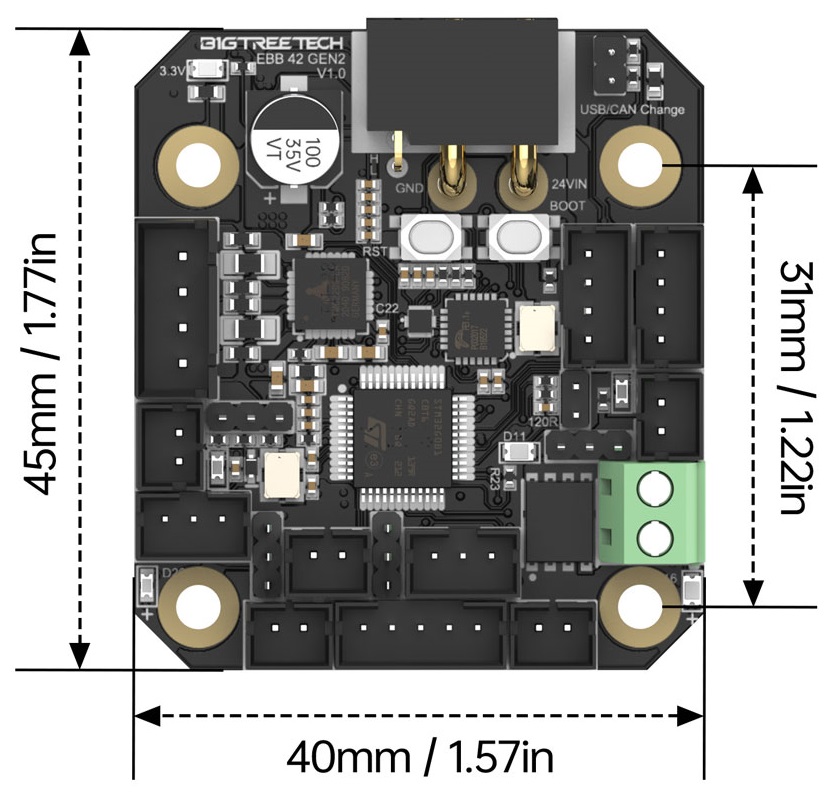 BIGTREETECH
EBB 42 GEN2
V1.0
3.3V
USB/CAN Change
100
35V
VT
H
GND
24VIN
BOOT
RST
C22
120R
D11
R23
+
+
+
45mm / 1.77in
31mm / 1.22in
40mm / 1.57in